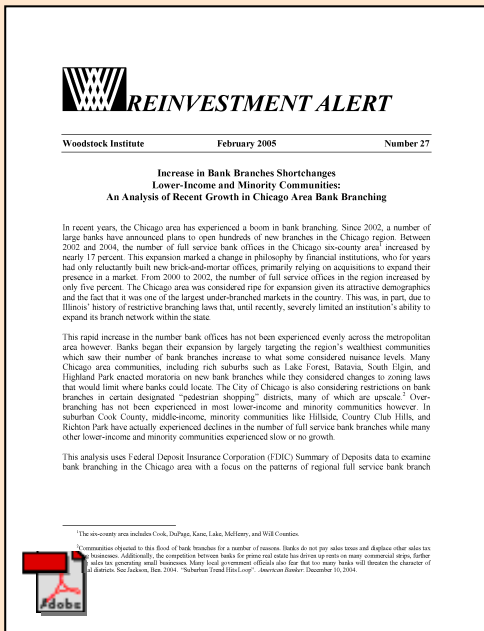 REINVESTMENT ALERT
Woodstock Institute February 2005 Number 27
Increase in Bank Branches Shortchanges
Lower-Income and Minority Communities:
An Analysis of Recent Growth in Chicago Area Bank Branching
In recent years, the Chicago area has experienced a boom in bank branching. Since 2002, a number of
large banks have announced plans to open hundreds of new branches in the Chicago region. Between
2002 and 2004, the number of full service bank offices in the Chicago six-county area¹ increased by
nearly 17 percent. This expansion marked a change in philosophy by financial institutions, who for years
had only reluctantly built new brick-and-mortar offices, primarily relying on acquisitions to expand their
presence in a market. From 2000 to 2002, the number of full service offices in the region increased by
only five percent. The Chicago area was considered ripe for expansion given its attractive demographics
and the fact that it was one of the largest under-branched markets in the country. This was, in part, due to
Illinois' history of restrictive branching laws that, until recently, severely limited an institution's ability to
expand its branch network within the state.
This rapid increase in the number bank offices has not been experienced evenly across the metropolitan
area however. Banks began their expansion by largely targeting the region's wealthiest communities
which saw their number of bank branches increase to what some considered nuisance levels. Many
Chicago area communities, including rich suburbs such as Lake Forest, Batavia, South Elgin, and
Highland Park enacted moratoria on new bank branches while they considered changes to zoning laws
that would limit where banks could locate. The City of Chicago is also considering restrictions on bank
branches in certain designated "pedestrian shopping" districts, many of which are upscale.² Over-
branching has not been experienced in most lower-income and minority communities however. In
suburban Cook County, middle-income, minority communities like Hillside, Country Club Hills, and
Richton Park have actually experienced declines in the number of full service bank branches while many
other lower-income and minority communities experienced slow or no growth.
This analysis uses Federal Deposit Insurance Corporation (FDIC) Summary of Deposits data to examine
bank branching in the Chicago area with a focus on the patterns of regional full service bank branch
¹The six-county area includes Cook, DuPage, Kane, Lake, McHenry, and Will Counties.
²Communities objected to this flood of bank branches for a number of reasons. Banks do not pay sales taxes and displace other sales tax
businesses. Additionally, the competition between banks for prime real estate has driven up rents on many commercial strips, further
sales tax generating small businesses. Many local government officials also fear that too many banks will threaten the character of
districts. See Jackson, Ben. 2004. "Suburban Trend Hits Loop". American Banker. December 10, 2004.
Adobe